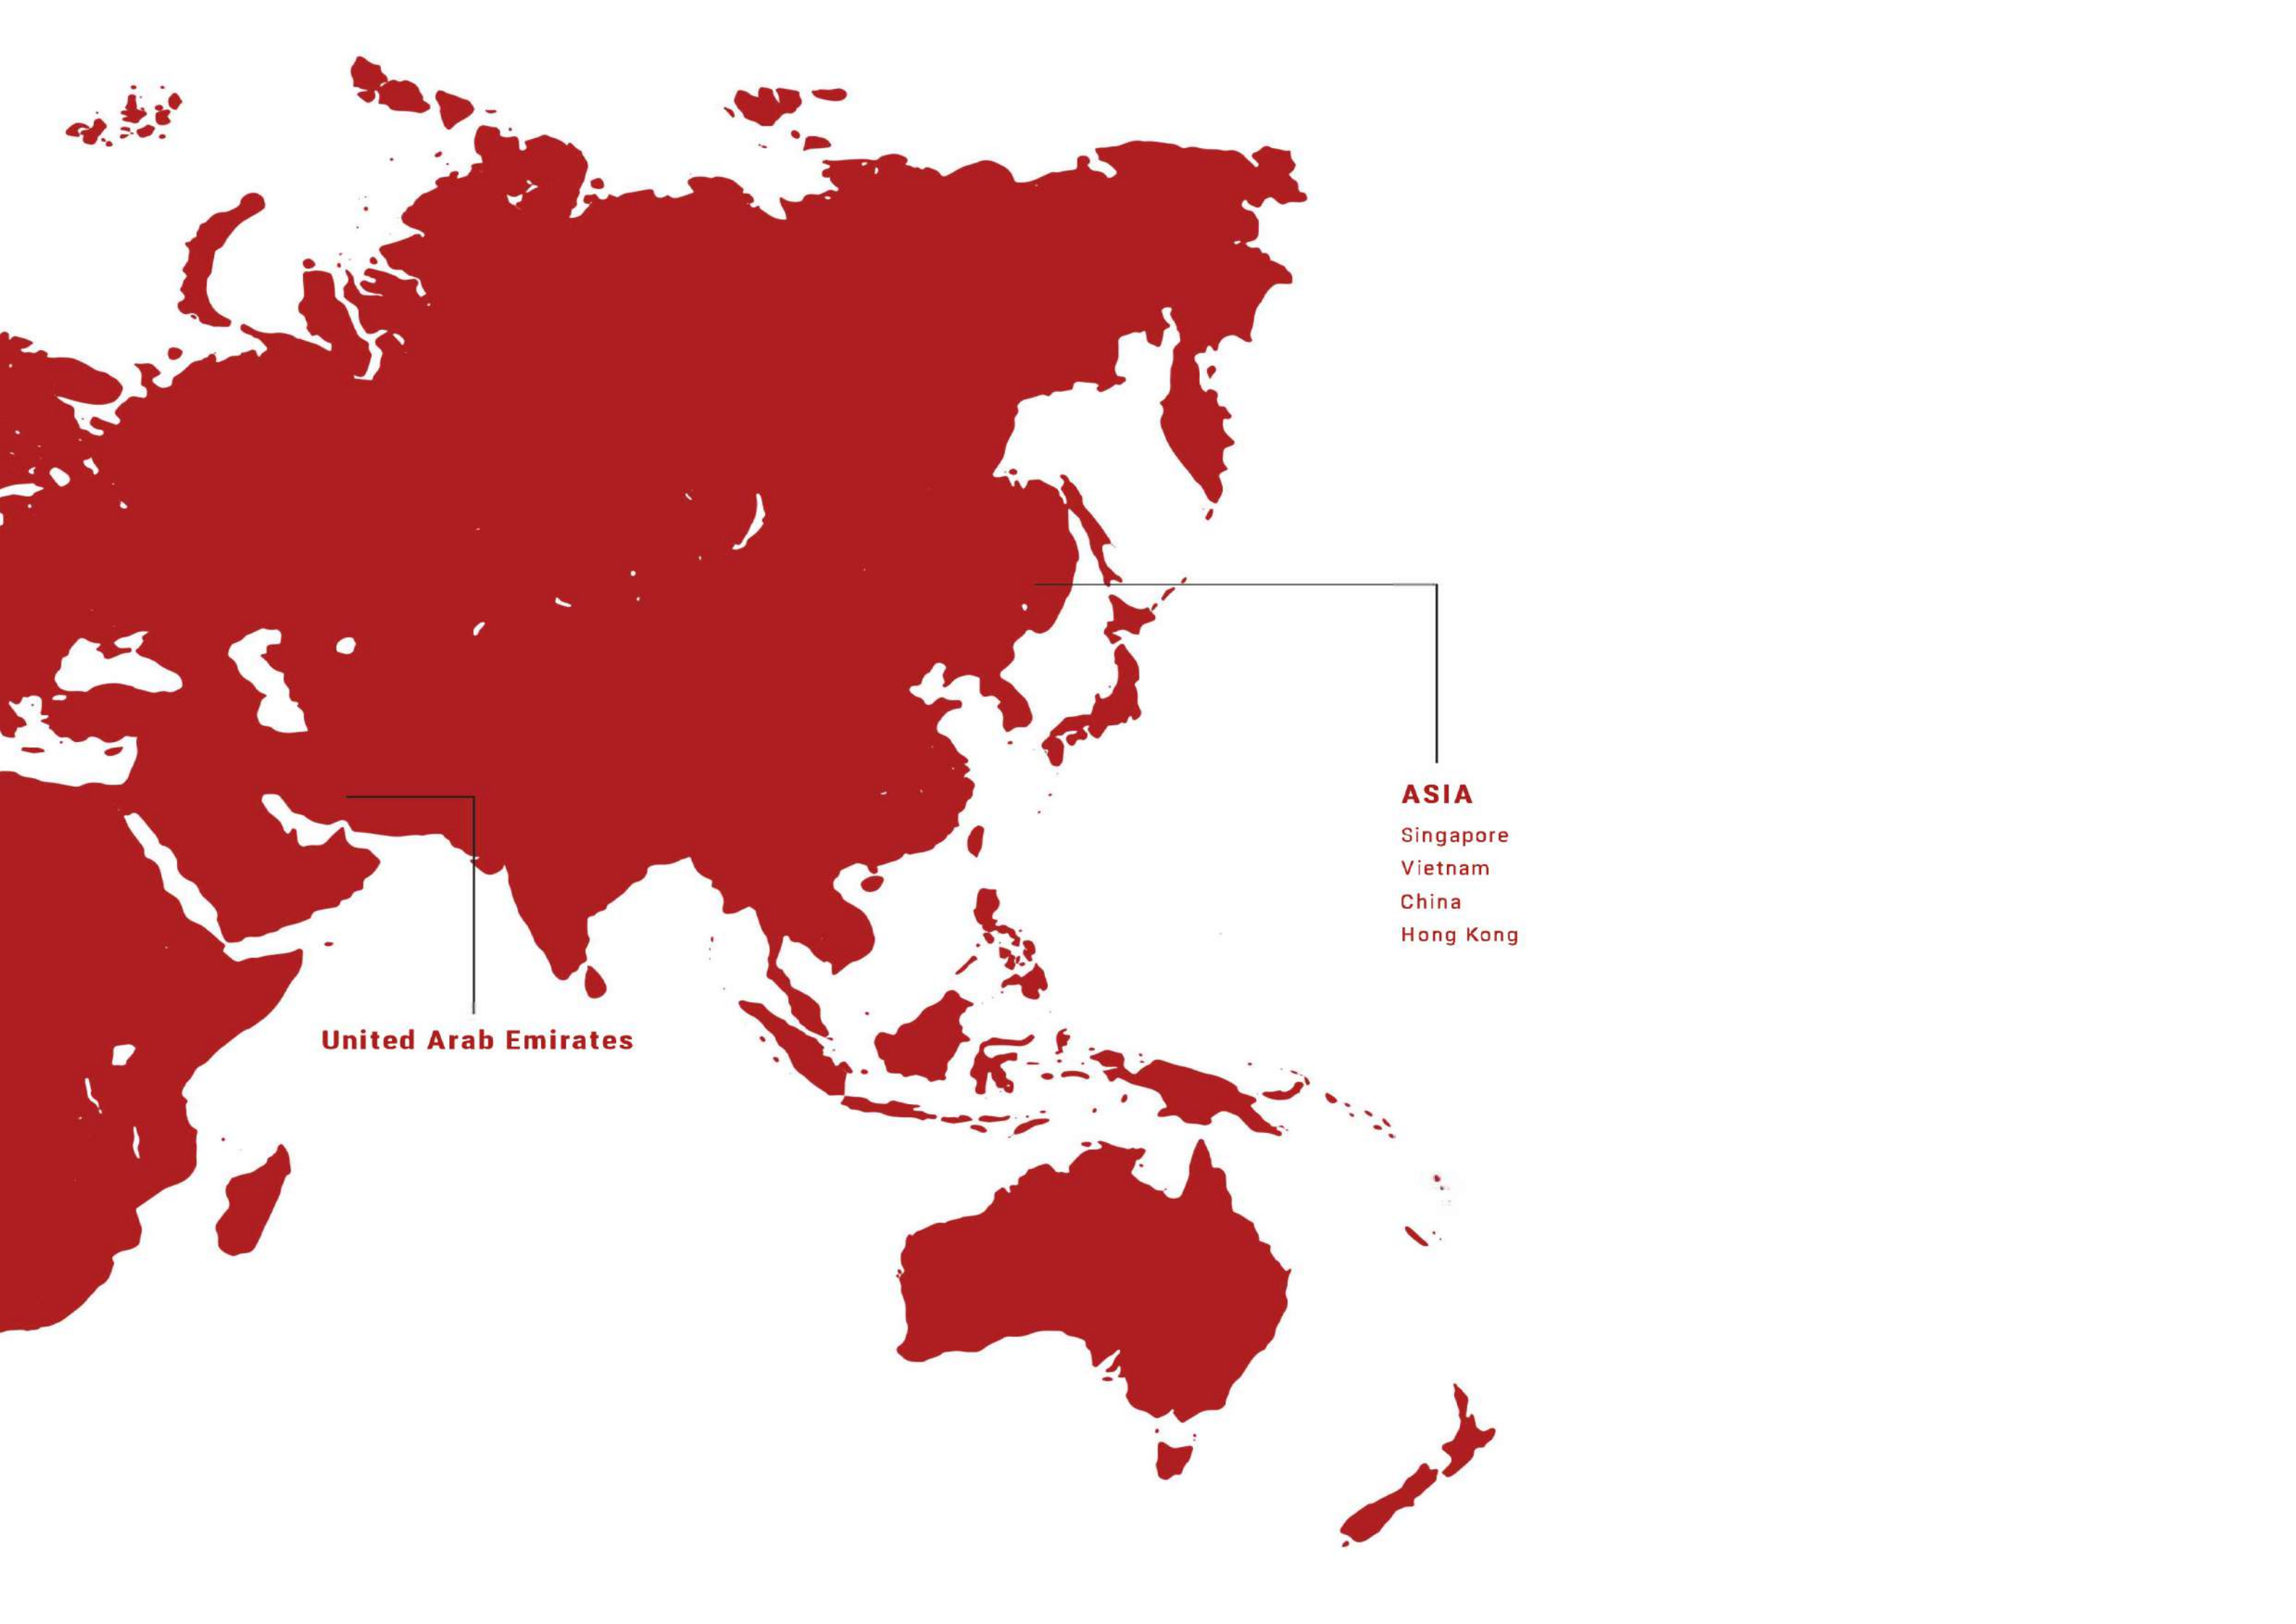 ASIA
Singapore
Vietnam
China
Hong Kong
United Arab Emirates